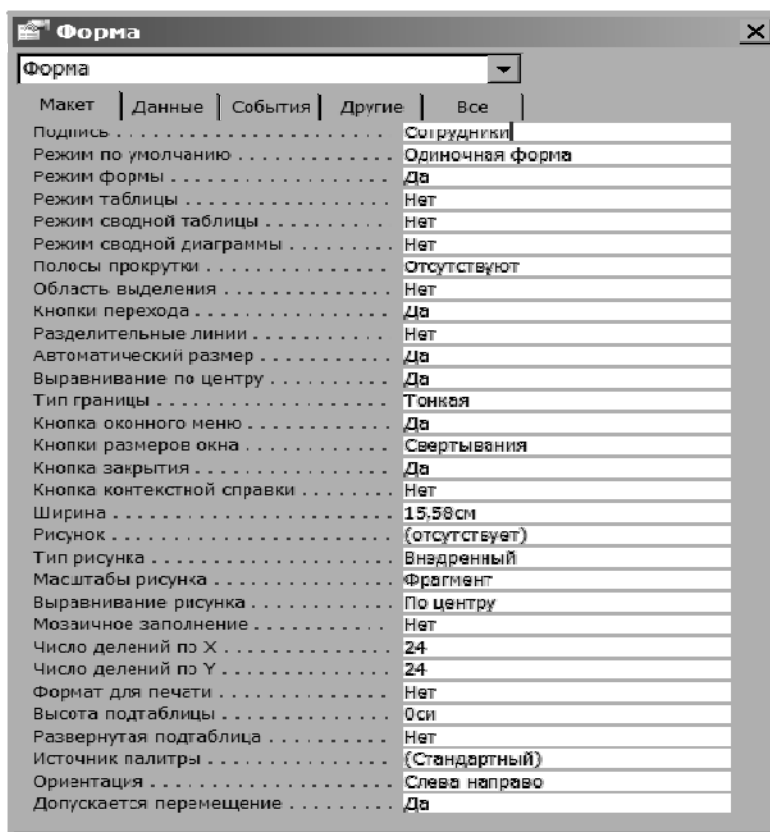 Форма
Форма
Макет Данные События Другие Все
Подпись . . . . . . . . . . . . . . . . . . . . . . . Сотрудники
Режим по умолчанию . . . . . . . . . . . . . Одиночная форма
Режим формы . . . . . . . . . . . . . . . . . . . Да
Режим таблицы . . . . . . . . . . . . . . . . . . Нет
Режим сводной таблицы . . . . . . . . . . Нет
Режим сводной диаграммы . . . . . . . . Нет
Полосы прокрутки . . . . . . . . . . . . . . . . Отсутствуют
Область выделения . . . . . . . . . . . . . . Нет
Кнопки перехода . . . . . . . . . . . . . . . . . Да
Разделительные линии . . . . . . . . . . . Нет
Автоматический размер . . . . . . . . . . . Да
Выравнивание по центру . . . . . . . . . . Да
Тип границы . . . . . . . . . . . . . . . . . . . . Тонкая
Кнопка оконного меню . . . . . . . . . . . . Да
Кнопки размеров окна . . . . . . . . . . . . Свертывания
Кнопка закрытия . . . . . . . . . . . . . . . . . Да
Кнопка контекстной справки . . . . . . . Нет
Ширина . . . . . . . . . . . . . . . . . . . . . . . . 15,58см
Рисунок . . . . . . . . . . . . . . . . . . . . . . . . (отсутствует)
Тип рисунка . . . . . . . . . . . . . . . . . . . . Внедренный
Масштабы рисунка . . . . . . . . . . . . . . . Фрагмент
Выравнивание рисунка . . . . . . . . . . . . По центру
Мозаичное заполнение . . . . . . . . . . . Нет
Число делений по X . . . . . . . . . . . . . . 24
Число делений по Y . . . . . . . . . . . . . . 24
Формат для печати . . . . . . . . . . . . . . . Нет
Высота подтаблицы . . . . . . . . . . . . . . 0см
Развернутая подтаблица . . . . . . . . . . Нет
Источник палитры . . . . . . . . . . . . . . . . (Стандартный)
Ориентация . . . . . . . . . . . . . . . . . . . . . Слева направо
Допускается перемещение . . . . . . . . . Да